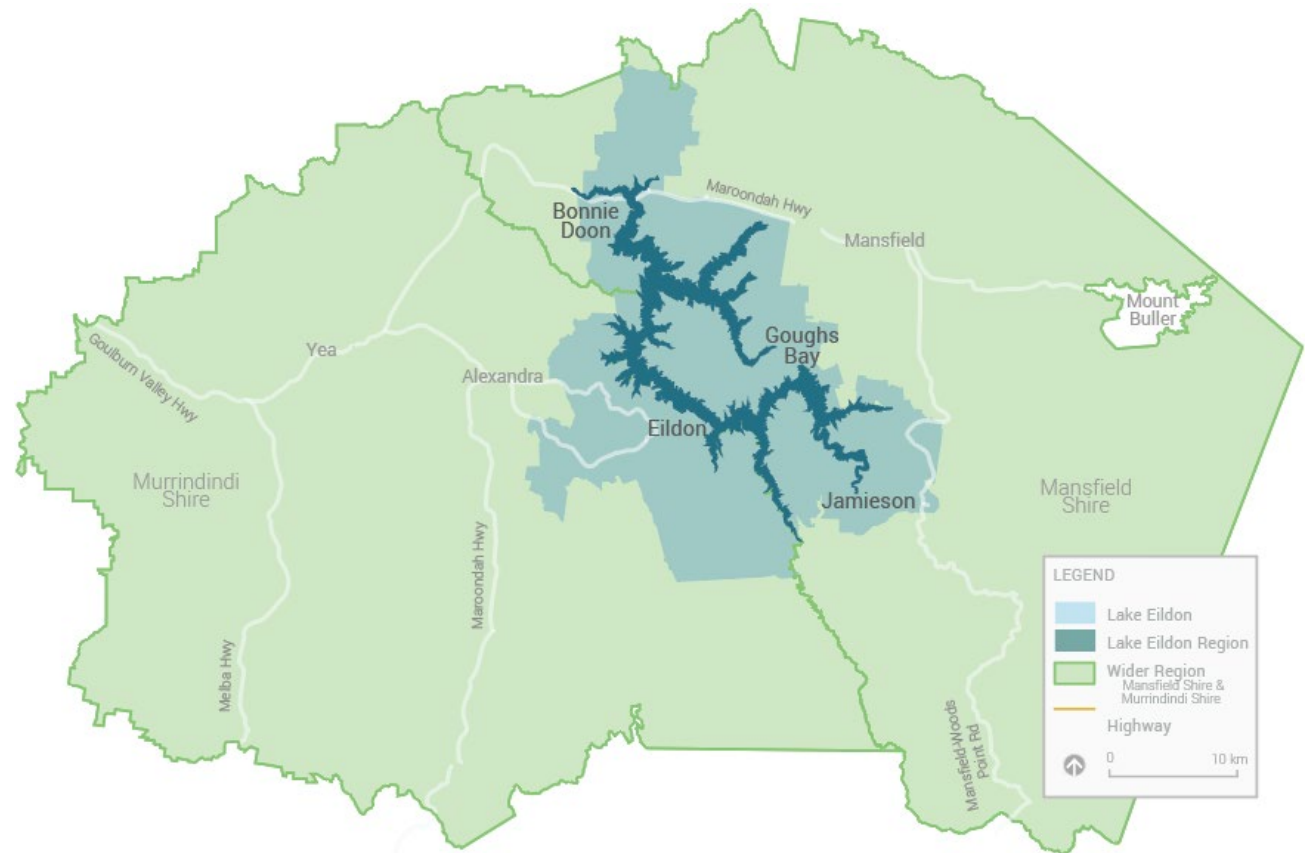 Maroondah Hwy
Bonnie
Doon
Mansfield
Mount
Buller
Goughs
Bay
Yea
Goulburn Valley Hwy
Alexandra
Eildon
Murrindindi
Shire
Jamieson
Mansfield
Shire
Maroondah Hwy
Melba Hwy
Mansfield-Woods
Point Rd
LEGEND
Lake Eildon
Lake Eildon Region
Wider Region
Mansfield Shire &
Murrindindi Shire
Highway
0 10 km